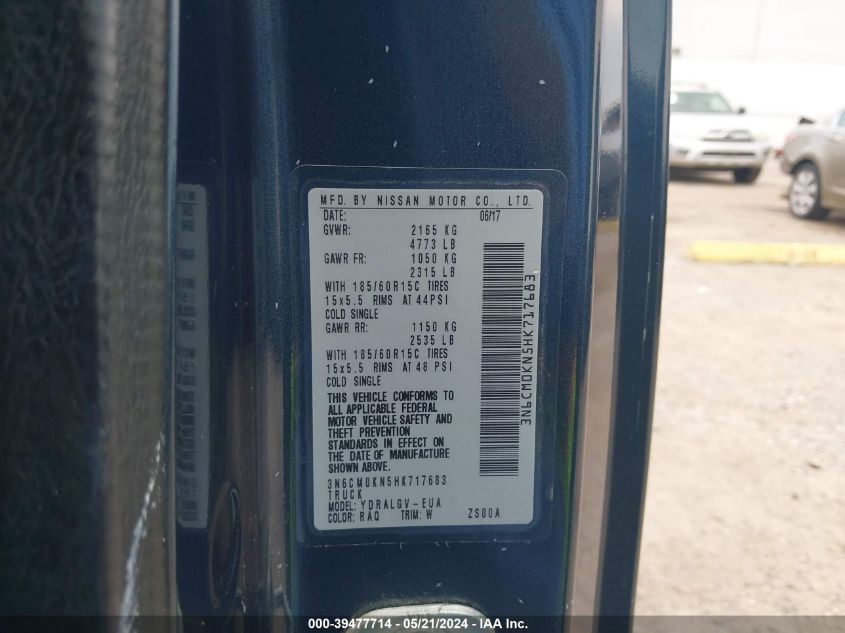 MFD. BY NISSAN MOTOR CO., LTD.
DATE: 06/17
GVWR: 2165 KG
4773 LB
GAWR FR: 1050 KG
2315 LB
WITH 185/60R15C TIRES
15x5.5 RIMS AT 44PSI
COLD SINGLE
GAWR RR: 1150 KG
2535 LB
WITH 185/60R15C TIRES
15x5.5 RIMS AT 48 PSI
COLD SINGLE
THIS VEHICLE CONFORMS TO
ALL APPLICABLE FEDERAL
MOTOR VEHICLE SAFETY AND
THEFT PREVENTION
STANDARDS IN EFFECT ON
THE DATE OF MANUFACTURE
SHOWN ABOVE.
3N6CM0KN5HK717683
TRUCK
MODEL: YDRALGV-EUA
COLOR: RAQ TRIM: W ZS00A
3N6CM0KN5HK717683
000-39477714 - 05/21/2024 - IAA Inc.